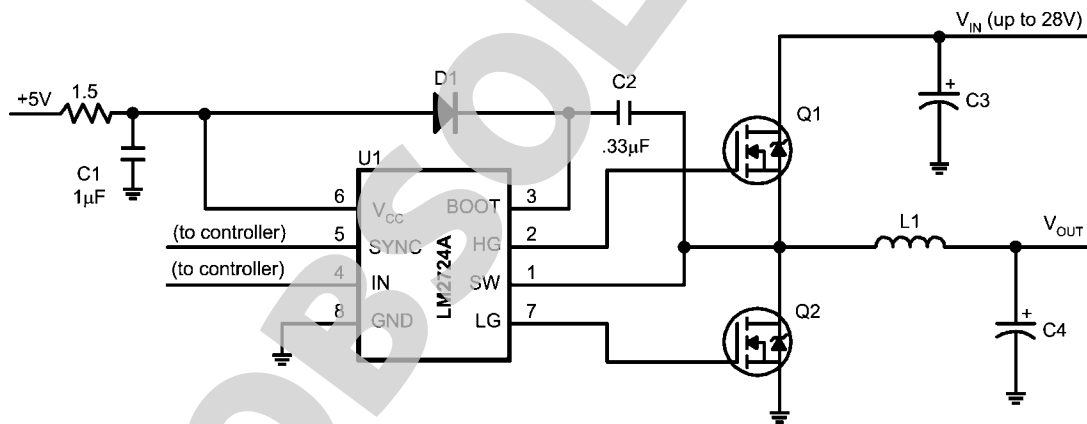 V_IN (up to 28V)
D1
C2
+5V
1.5
C3
Q1
.33µF
C1
1µF
U1
6
V_CC
BOOT
3
(to controller)
5
SYNC
HG
2
L1
V_OUT
(to controller)
4
IN
LM2724A
SW
1
8
GND
LG
7
Q2
C4
+
+
OBSOL